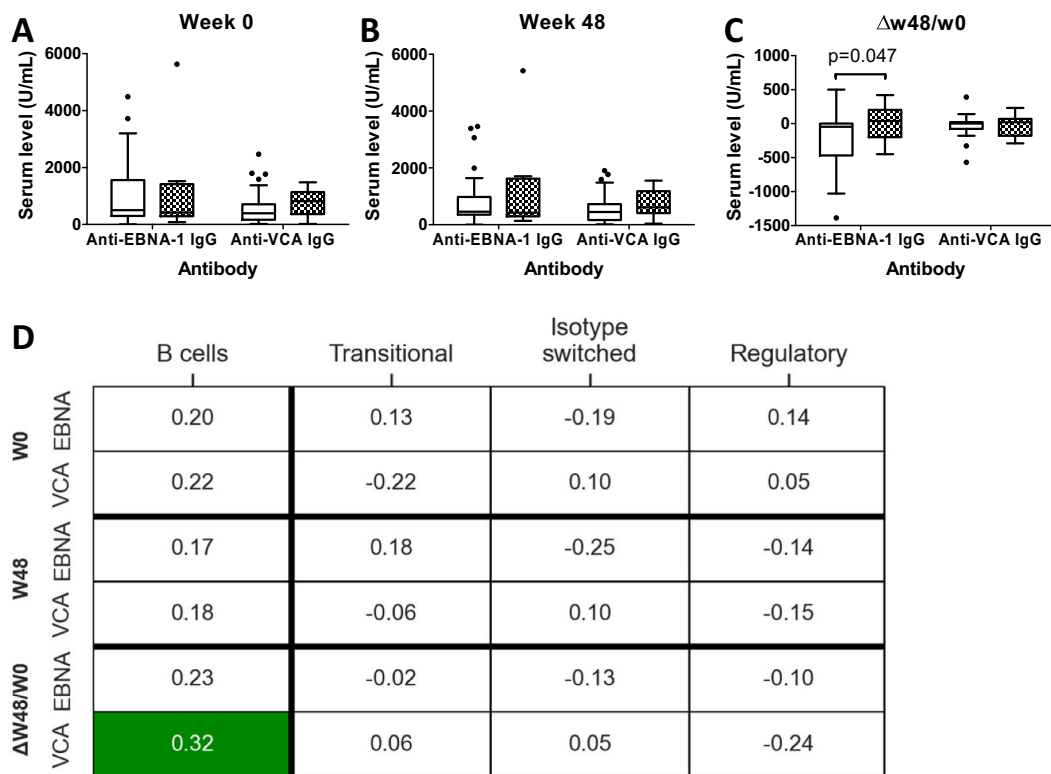 A
Week 0
Serum level (U/mL)
6000
4000
2000
0
Anti-EBNA-1 IgG
Anti-VCA IgG
Antibody
B
Week 48
Serum level (U/mL)
6000
4000
2000
0
Anti-EBNA-1 IgG
Anti-VCA IgG
Antibody
C
Δw48/w0
p=0.047
Serum level (U/mL)
1000
500
0
-500
-1000
-1500
Anti-EBNA-1 IgG
Anti-VCA IgG
Antibody
D
B cells
Transitional
Isotype
switched
Regulatory
W0
EBNA 0.20 0.13 -0.19 0.14
VCA 0.22 -0.22 0.10 0.05
W48
EBNA 0.17 0.18 -0.25 -0.14
VCA 0.18 -0.06 0.10 -0.15
ΔW48/W0
EBNA 0.23 -0.02 -0.13 -0.10
VCA 0.32 0.06 0.05 -0.24